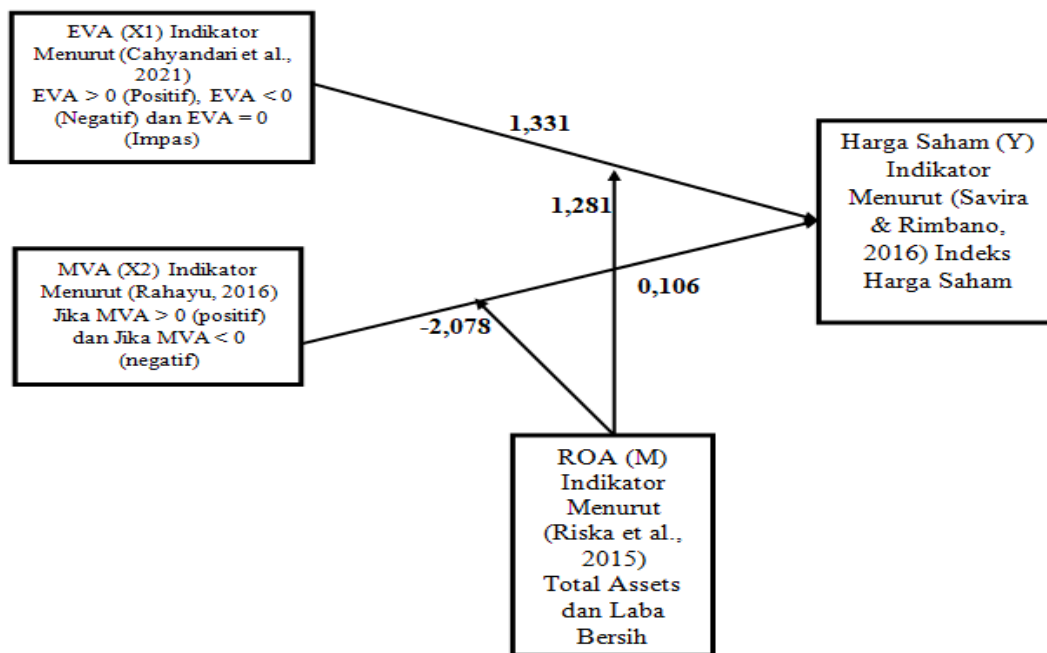 EVA (X1) Indikator
Menurut (Cahyandari et al.,
2021)
EVA > 0 (Positif), EVA < 0
(Negatif) dan EVA = 0
(Impas)
1,331
Harga Saham (Y)
Indikator
Menurut (Savira
& Rimbano,
2016) Indeks
Harga Saham
1,281
MVA (X2) Indikator
Menurut (Rahayu, 2016)
Jika MVA > 0 (positif)
dan Jika MVA < 0
(negatif)
0,106
-2,078
ROA (M)
Indikator
Menurut
(Riska et al.,
2015)
Total Assets
dan Laba
Bersih